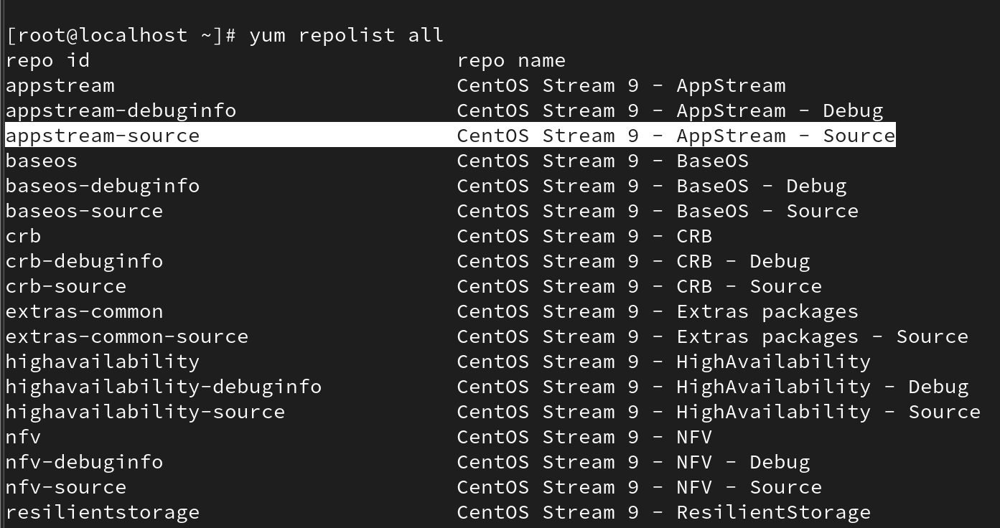 [root@localhost ~]# yum repolist all
repo id                              repo name
appstream                            CentOS Stream 9 - AppStream
appstream-debuginfo                  CentOS Stream 9 - AppStream - Debug
appstream-source                     CentOS Stream 9 - AppStream - Source
baseos                               CentOS Stream 9 - BaseOS
baseos-debuginfo                     CentOS Stream 9 - BaseOS - Debug
baseos-source                        CentOS Stream 9 - BaseOS - Source
crb                                  CentOS Stream 9 - CRB
crb-debuginfo                        CentOS Stream 9 - CRB - Debug
crb-source                           CentOS Stream 9 - CRB - Source
extras-common                        CentOS Stream 9 - Extras packages
extras-common-source                 CentOS Stream 9 - Extras packages - Source
highavailability                     CentOS Stream 9 - HighAvailability
highavailability-debuginfo           CentOS Stream 9 - HighAvailability - Debug
highavailability-source              CentOS Stream 9 - HighAvailability - Source
nfv                                  CentOS Stream 9 - NFV
nfv-debuginfo                        CentOS Stream 9 - NFV - Debug
nfv-source                           CentOS Stream 9 - NFV - Source
resilientstorage                     CentOS Stream 9 - ResilientStorage